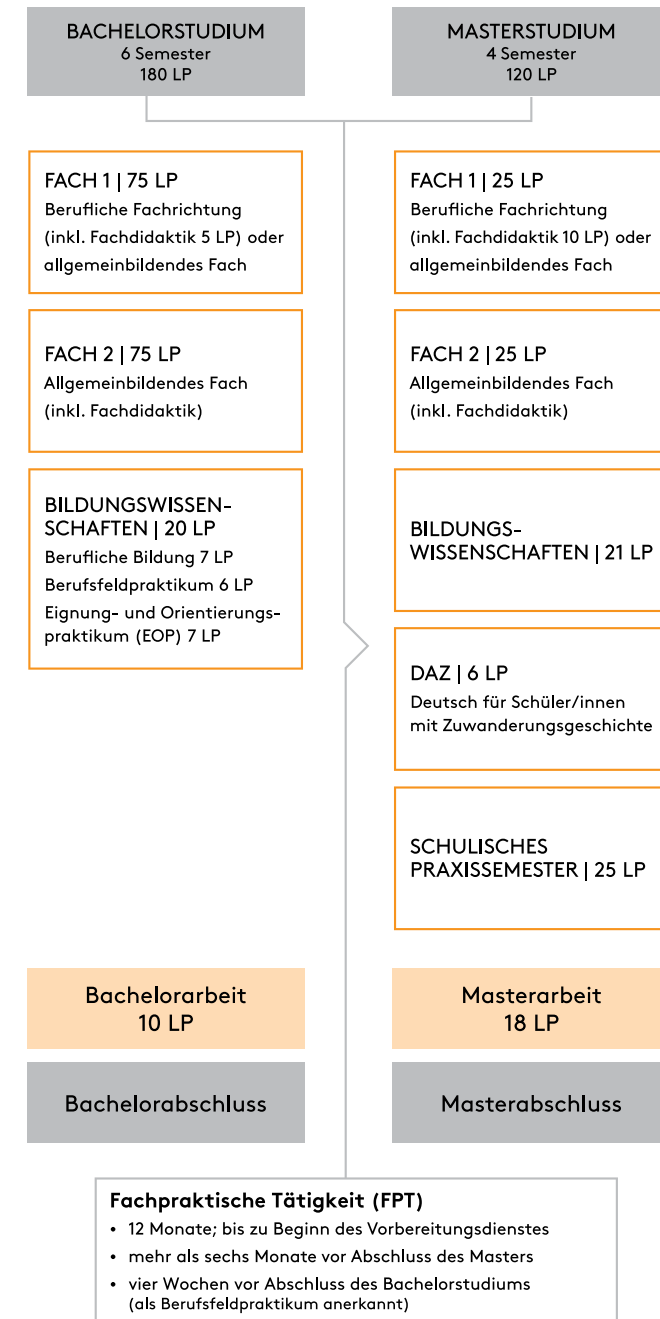 BACHELORSTUDIUM
6 Semester
180 LP
FACH 1 | 75 LP
Berufliche Fachrichtung
(inkl. Fachdidaktik 5 LP) oder
allgemeinbildendes Fach
FACH 2 | 75 LP
Allgemeinbildendes Fach
(inkl. Fachdidaktik)
BILDUNGSWISSEN-
SCHAFTEN | 20 LP
Berufliche Bildung 7 LP
Berufsfeldpraktikum 6 LP
Eignung- und Orientierungs-
praktikum (EOP) 7 LP
Bachelorarbeit
10 LP
Bachelorabschluss
MASTERSTUDIUM
4 Semester
120 LP
FACH 1 | 25 LP
Berufliche Fachrichtung
(inkl. Fachdidaktik 10 LP) oder
allgemeinbildendes Fach
FACH 2 | 25 LP
Allgemeinbildendes Fach
(inkl. Fachdidaktik)
BILDUNGS-
WISSENSCHAFTEN | 21 LP
DAZ | 6 LP
Deutsch für Schüler/innen
mit Zuwanderungsgeschichte
SCHULISCHES
PRAXISSEMESTER | 25 LP
Masterarbeit
18 LP
Masterabschluss
Fachpraktische Tätigkeit (FPT)
• 12 Monate; bis zu Beginn des Vorbereitungsdienstes
• mehr als sechs Monate vor Abschluss des Masters
• vier Wochen vor Abschluss des Bachelorstudiums
(als Berufsfeldpraktikum anerkannt)